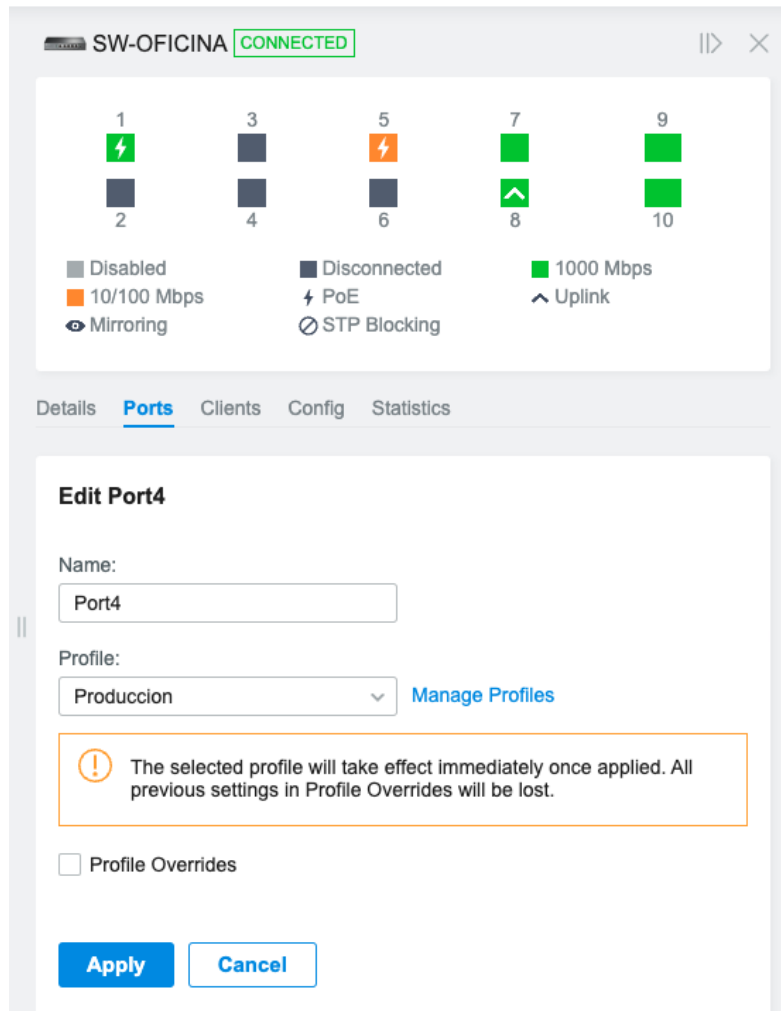 SW-OFICINA CONNECTED
1 3 5 7 9
2 4 6 8 10
Disabled Disconnected 1000 Mbps
10/100 Mbps PoE Uplink
Mirroring STP Blocking
Details Ports Clients Config Statistics
Edit Port4
Name:
Port4
Profile:
Produccion Manage Profiles
The selected profile will take effect immediately once applied. All
previous settings in Profile Overrides will be lost.
Profile Overrides
Apply Cancel